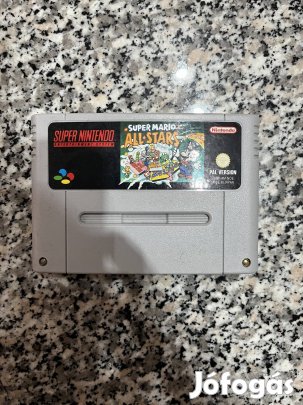 SUPER NINTENDO
ENTERTAINMENT SYSTEM
SUPER MARIO
ALL-STARS
Nintendo
PAL VERSION
Jófogás